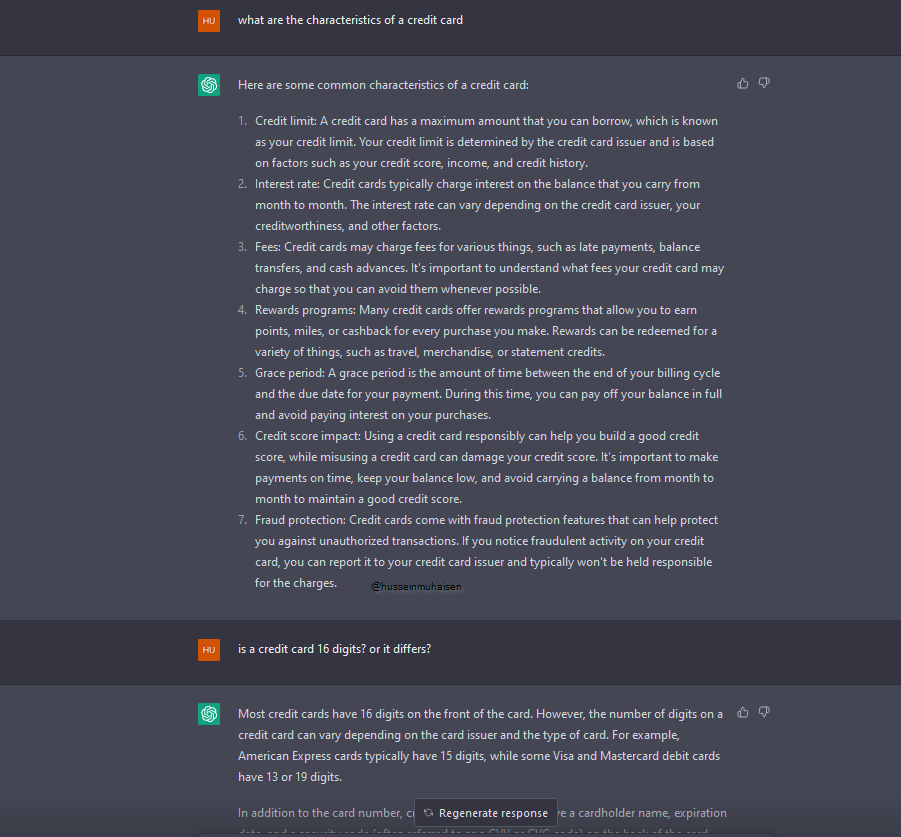 HU what are the characteristics of a credit card
Here are some common characteristics of a credit card:
1. Credit limit: A credit card has a maximum amount that you can borrow, which is known
as your credit limit. Your credit limit is determined by the credit card issuer and is based
on factors such as your credit score, income, and credit history.
2. Interest rate: Credit cards typically charge interest on the balance that you carry from
month to month. The interest rate can vary depending on the credit card issuer, your
creditworthiness, and other factors.
3. Fees: Credit cards may charge fees for various things, such as late payments, balance
transfers, and cash advances. It's important to understand what fees your credit card may
charge so that you can avoid them whenever possible.
4. Rewards programs: Many credit cards offer rewards programs that allow you to earn
points, miles, or cashback for every purchase you make. Rewards can be redeemed for a
variety of things, such as travel, merchandise, or statement credits.
5. Grace period: A grace period is the amount of time between the end of your billing cycle
and the due date for your payment. During this time, you can pay off your balance in full
and avoid paying interest on your purchases.
6. Credit score impact: Using a credit card responsibly can help you build a good credit
score, while misusing a credit card can damage your credit score. It's important to make
payments on time, keep your balance low, and avoid carrying a balance from month to
month to maintain a good credit score.
7. Fraud protection: Credit cards come with fraud protection features that can help protect
you against unauthorized transactions. If you notice fraudulent activity on your credit
card, you can report it to your credit card issuer and typically won't be held responsible
for the charges.
@husseinmuhaisen
HU is a credit card 16 digits? or it differs?
Most credit cards have 16 digits on the front of the card. However, the number of digits on a
credit card can vary depending on the card issuer and the type of card. For example,
American Express cards typically have 15 digits, while some Visa and Mastercard debit cards
have 13 or 19 digits.
In addition to the card number, a cardholder name, expiration
Regenerate response
date, and a security code (often referred to as a CVV or CVC code) on the back of the card.